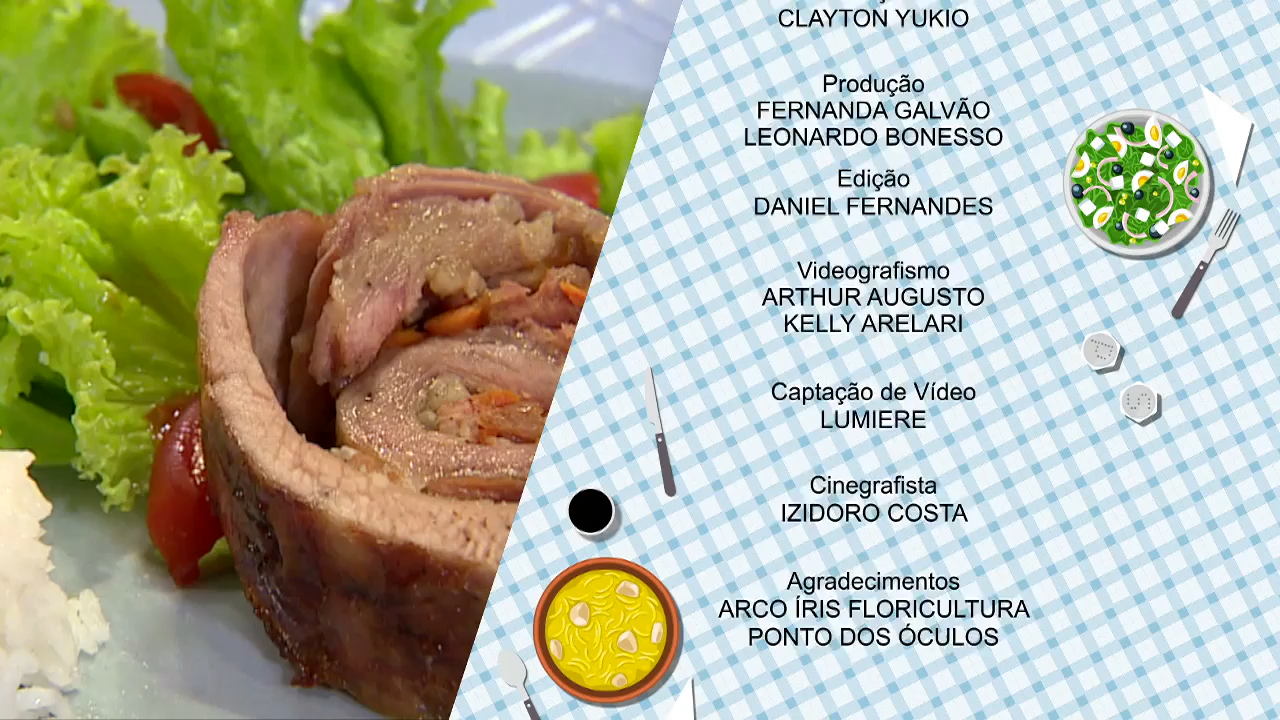 CLAYTON YUKIO
Produção
FERNANDA GALVÃO
LEONARDO BONESSO
Edição
DANIEL FERNANDES
Videografismo
ARTHUR AUGUSTO
KELLY ARELARI
Captação de Vídeo
LUMIERE
Cinegrafista
IZIDORO COSTA
Agradecimentos
ARCO ÍRIS FLORICULTURA
PONTO DOS ÓCULOS